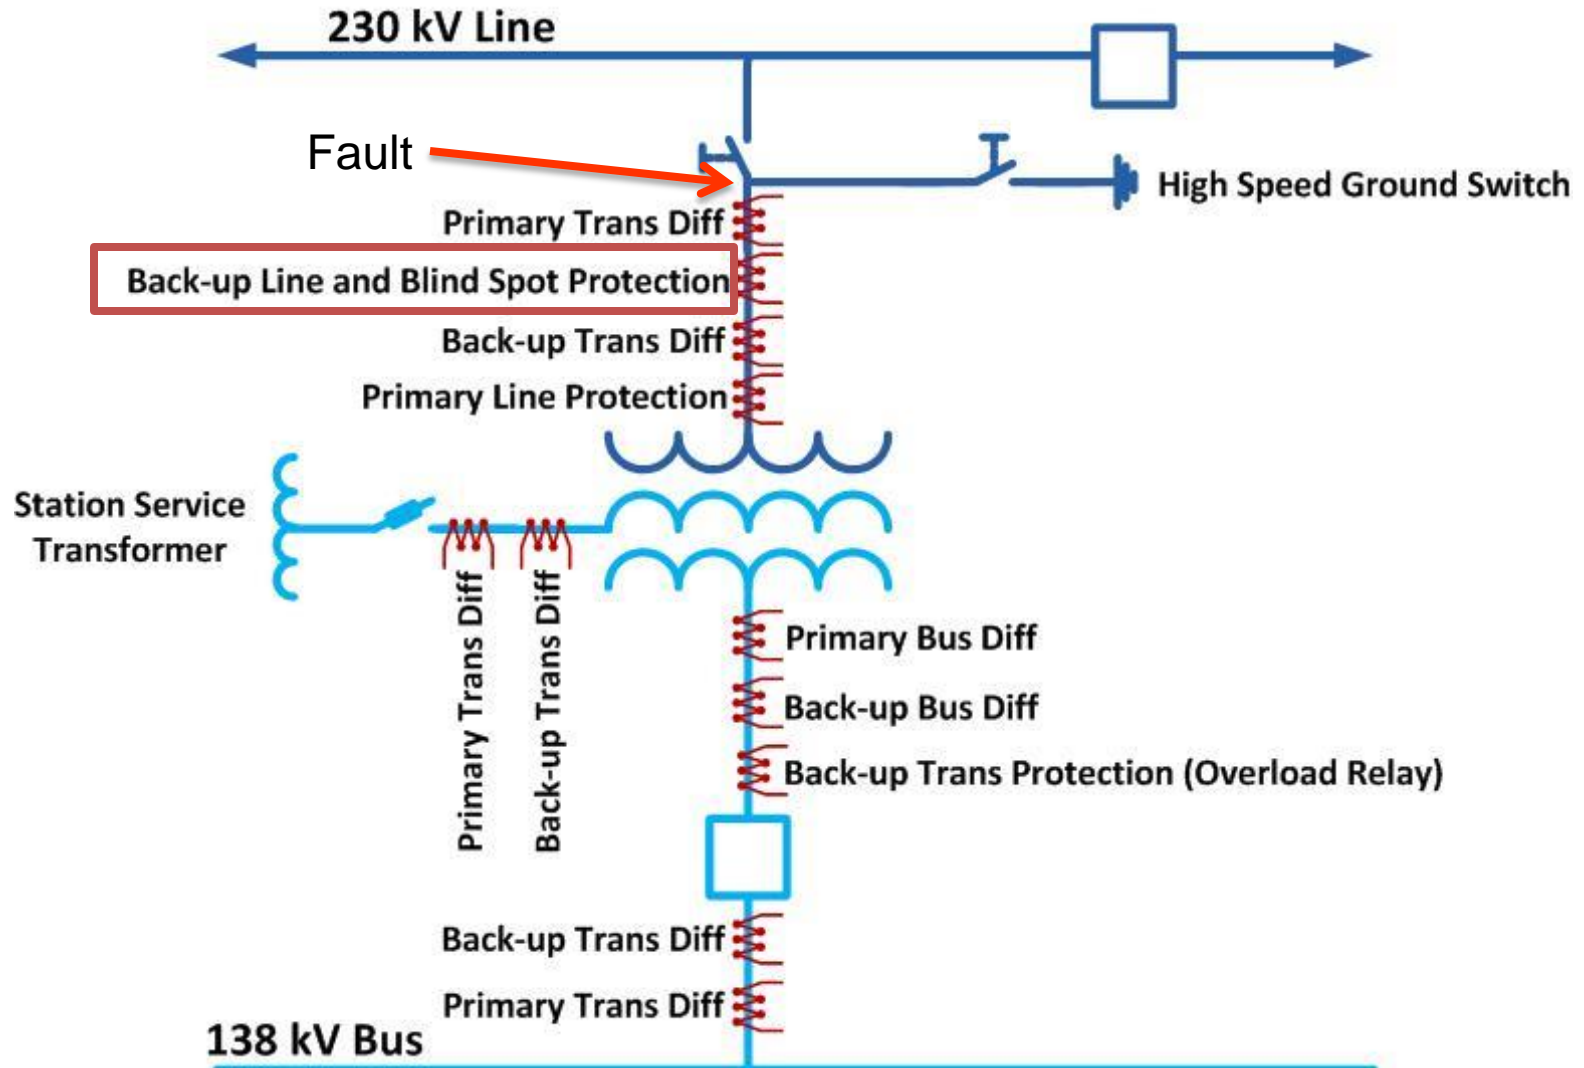 230 kV Line
Fault
High Speed Ground Switch
Primary Trans Diff
Back-up Line and Blind Spot Protection
Back-up Trans Diff
Primary Line Protection
Station Service
Transformer
Primary Trans Diff
Back-up Trans Diff
Primary Bus Diff
Back-up Bus Diff
Back-up Trans Protection (Overload Relay)
Back-up Trans Diff
Primary Trans Diff
138 kV Bus